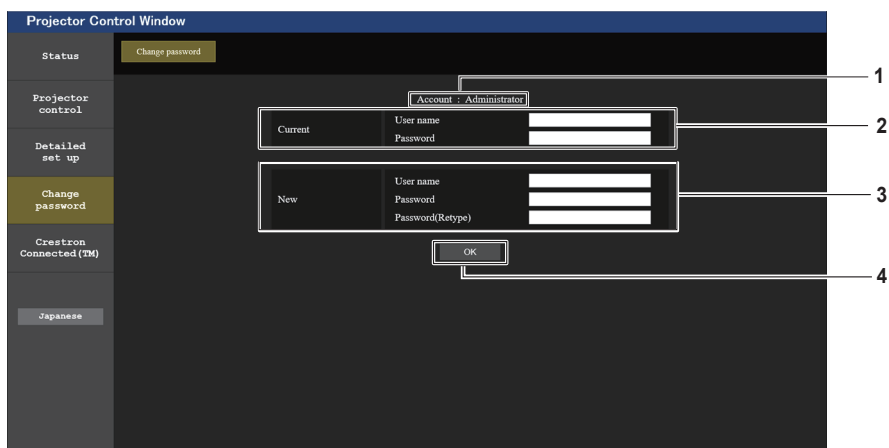 Projector Control Window
Status
Change password
1
Projector
control
Account : Administrator
Current
User name
Password
2
Detailed
set up
Change
password
New
User name
Password
Password(Retype)
3
Crestron
Connected(TM)
OK
4
Japanese